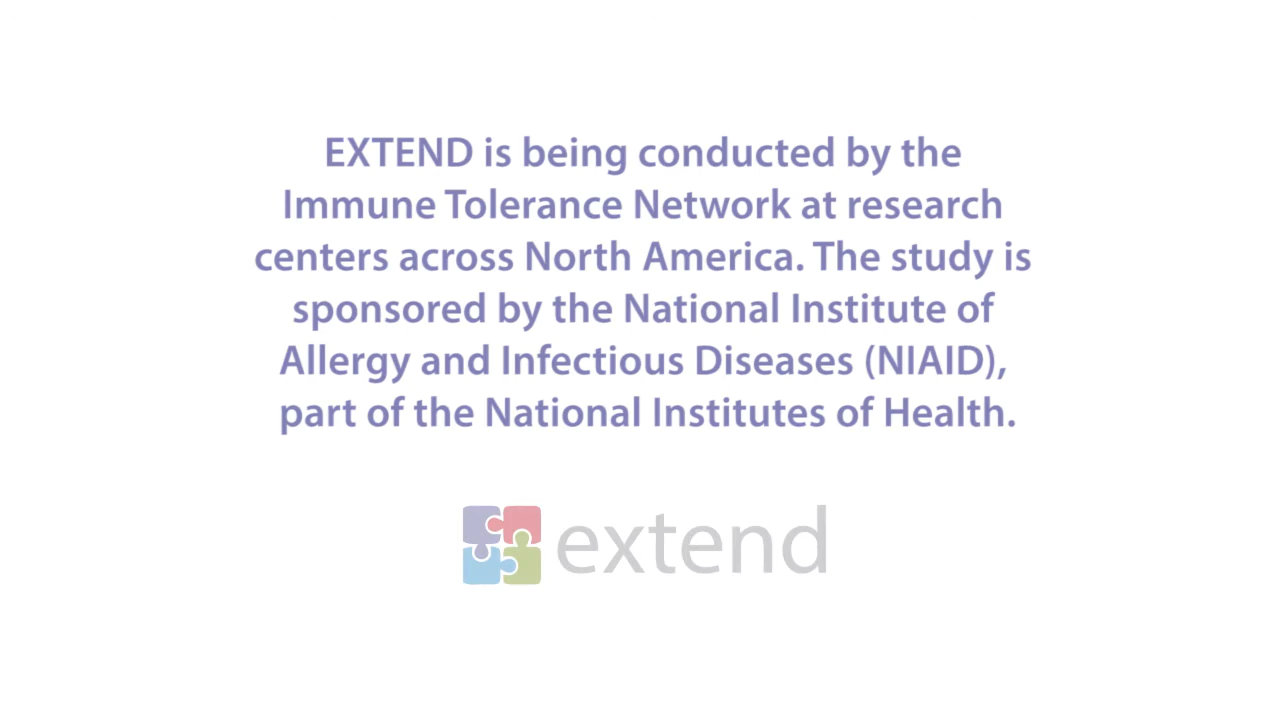 EXTEND is being conducted by the
Immune Tolerance Network at research
centers across North America. The study is
sponsored by the National Institute of
Allergy and Infectious Diseases (NIAID),
part of the National Institutes of Health.
extend